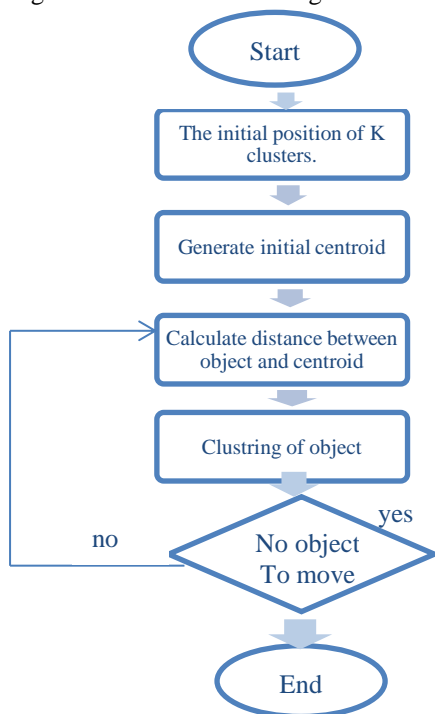 Start
The initial position of K
clusters.
Generate initial centroid
Calculate distance between
object and centroid
Clustring of object
yes
no
No object
To move
End